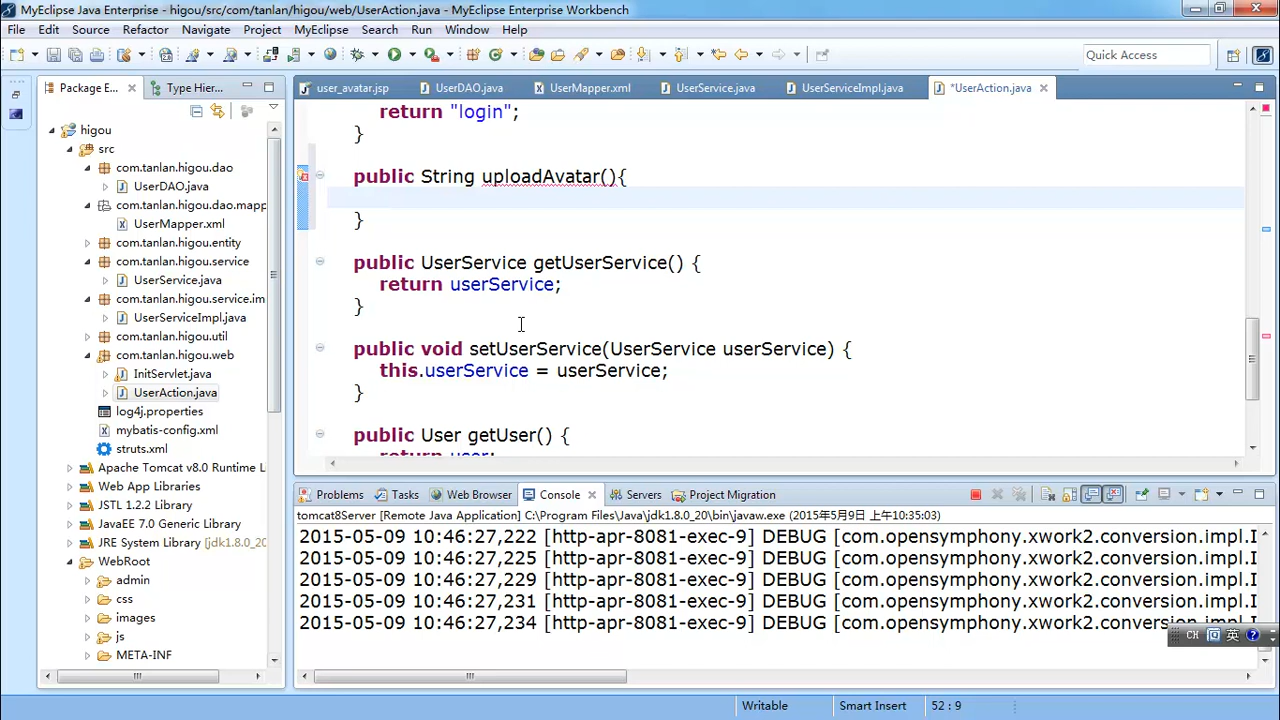 MyEclipse Java Enterprise - higou/src/com/tanlan/higou/web/UserAction.java - MyEclipse Enterprise Workbench
File Edit Source Refactor Navigate Project MyEclipse Search Run Window Help
Quick Access
Package E...
Type Hier...
higou
src
com.tanlan.higou.dao
UserDAO.java
com.tanlan.higou.dao.mapp
UserMapper.xml
com.tanlan.higou.entity
com.tanlan.higou.service
UserService.java
com.tanlan.higou.service.im
UserServiceImpl.java
com.tanlan.higou.util
com.tanlan.higou.web
InitServlet.java
UserAction.java
log4j.properties
mybatis-config.xml
struts.xml
Apache Tomcat v8.0 Runtime L
Web App Libraries
JSTL 1.2.2 Library
JavaEE 7.0 Generic Library
JRE System Library [jdk1.8.0_20
WebRoot
admin
css
images
js
META-INF
user_avatar.jsp UserDAO.java UserMapper.xml UserService.java UserServiceImpl.java *UserAction.java
return "login";
}
public String uploadAvatar(){
}
public UserService getUserService() {
return userService;
}
public void setUserService(UserService userService) {
this.userService = userService;
}
public User getUser() {
return user;
Problems Tasks Web Browser Console Servers Project Migration
tomcat8Server [Remote Java Application] C:\Program Files\Java\jdk1.8.0_20\bin\javaw.exe (2015年5月9日 上午10:35:03)
2015-05-09 10:46:27,222 [http-apr-8081-exec-9] DEBUG [com.opensymphony.xwork2.conversion.impl.I
2015-05-09 10:46:27,225 [http-apr-8081-exec-9] DEBUG [com.opensymphony.xwork2.conversion.impl.I
2015-05-09 10:46:27,229 [http-apr-8081-exec-9] DEBUG [com.opensymphony.xwork2.conversion.impl.I
2015-05-09 10:46:27,231 [http-apr-8081-exec-9] DEBUG [com.opensymphony.xwork2.conversion.impl.I
2015-05-09 10:46:27,234 [http-apr-8081-exec-9] DEBUG [com.opensymphony.xwork2.conversion.impl.I
CH 英
Writable Smart Insert 52 : 9